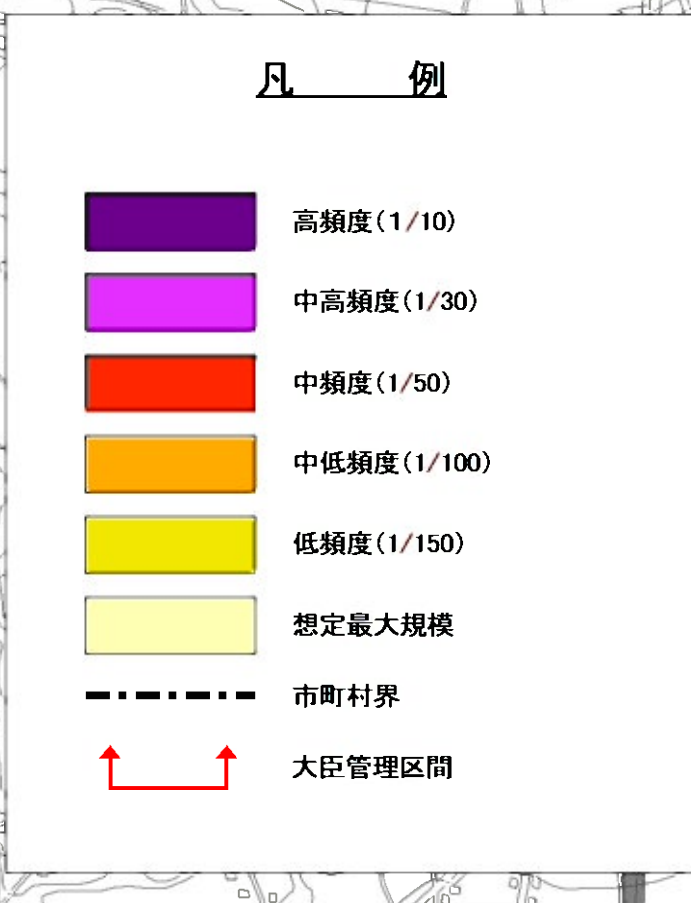 凡 例
高頻度(1/10)
中高頻度(1/30)
中頻度(1/50)
中低頻度(1/100)
低頻度(1/150)
想定最大規模
市町村界
大臣管理区間